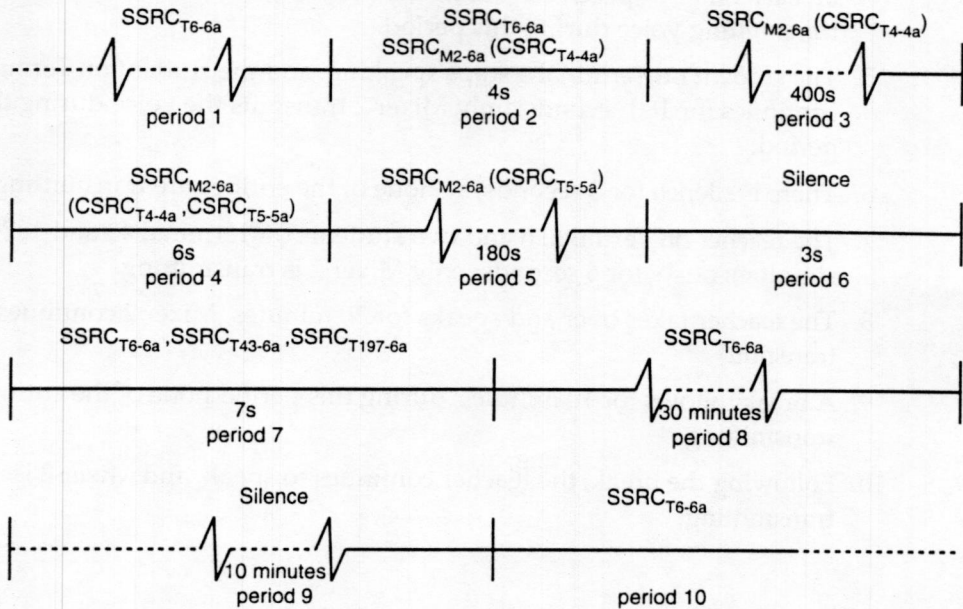 SSRC_T6-6a
SSRC_T6-6a
SSRC_M2-6a (CSRC_T4-4a)
SSRC_M2-6a (CSRC_T4-4a)
4s
400s
period 1
period 2
period 3
SSRC_M2-6a
(CSRC_T4-4a, CSRC_T5-5a)
SSRC_M2-6a (CSRC_T5-5a)
Silence
6s
180s
3s
period 4
period 5
period 6
SSRC_T6-6a, SSRC_T43-6a, SSRC_T197-6a
SSRC_T6-6a
7s
30 minutes
period 7
period 8
Silence
SSRC_T6-6a
10 minutes
period 9
period 10